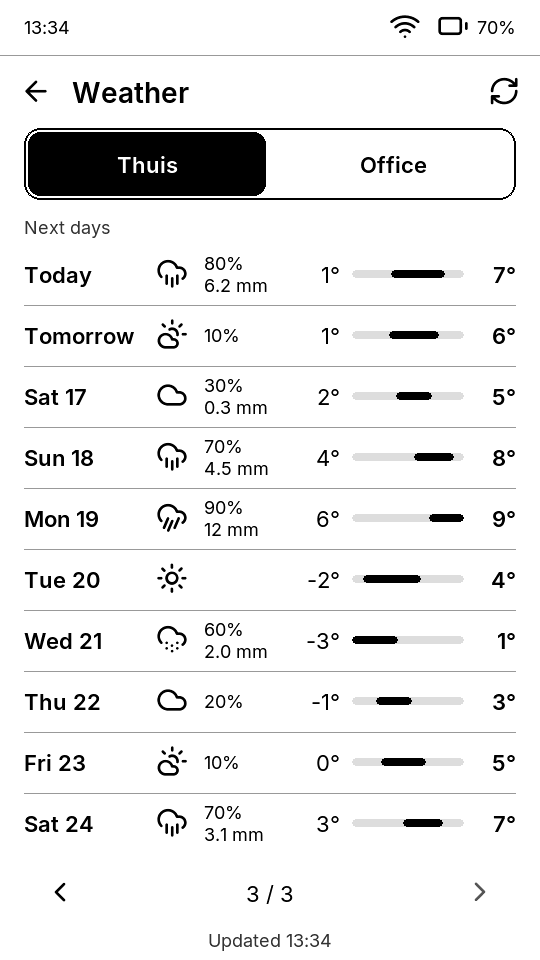 13:34 70%
Weather
Thuis Office
Next days
Today 80% 6.2 mm 1° 7°
Tomorrow 10% 1° 6°
Sat 17 30% 0.3 mm 2° 5°
Sun 18 70% 4.5 mm 4° 8°
Mon 19 90% 12 mm 6° 9°
Tue 20 -2° 4°
Wed 21 60% 2.0 mm -3° 1°
Thu 22 20% -1° 3°
Fri 23 10% 0° 5°
Sat 24 70% 3.1 mm 3° 7°
3 / 3
Updated 13:34